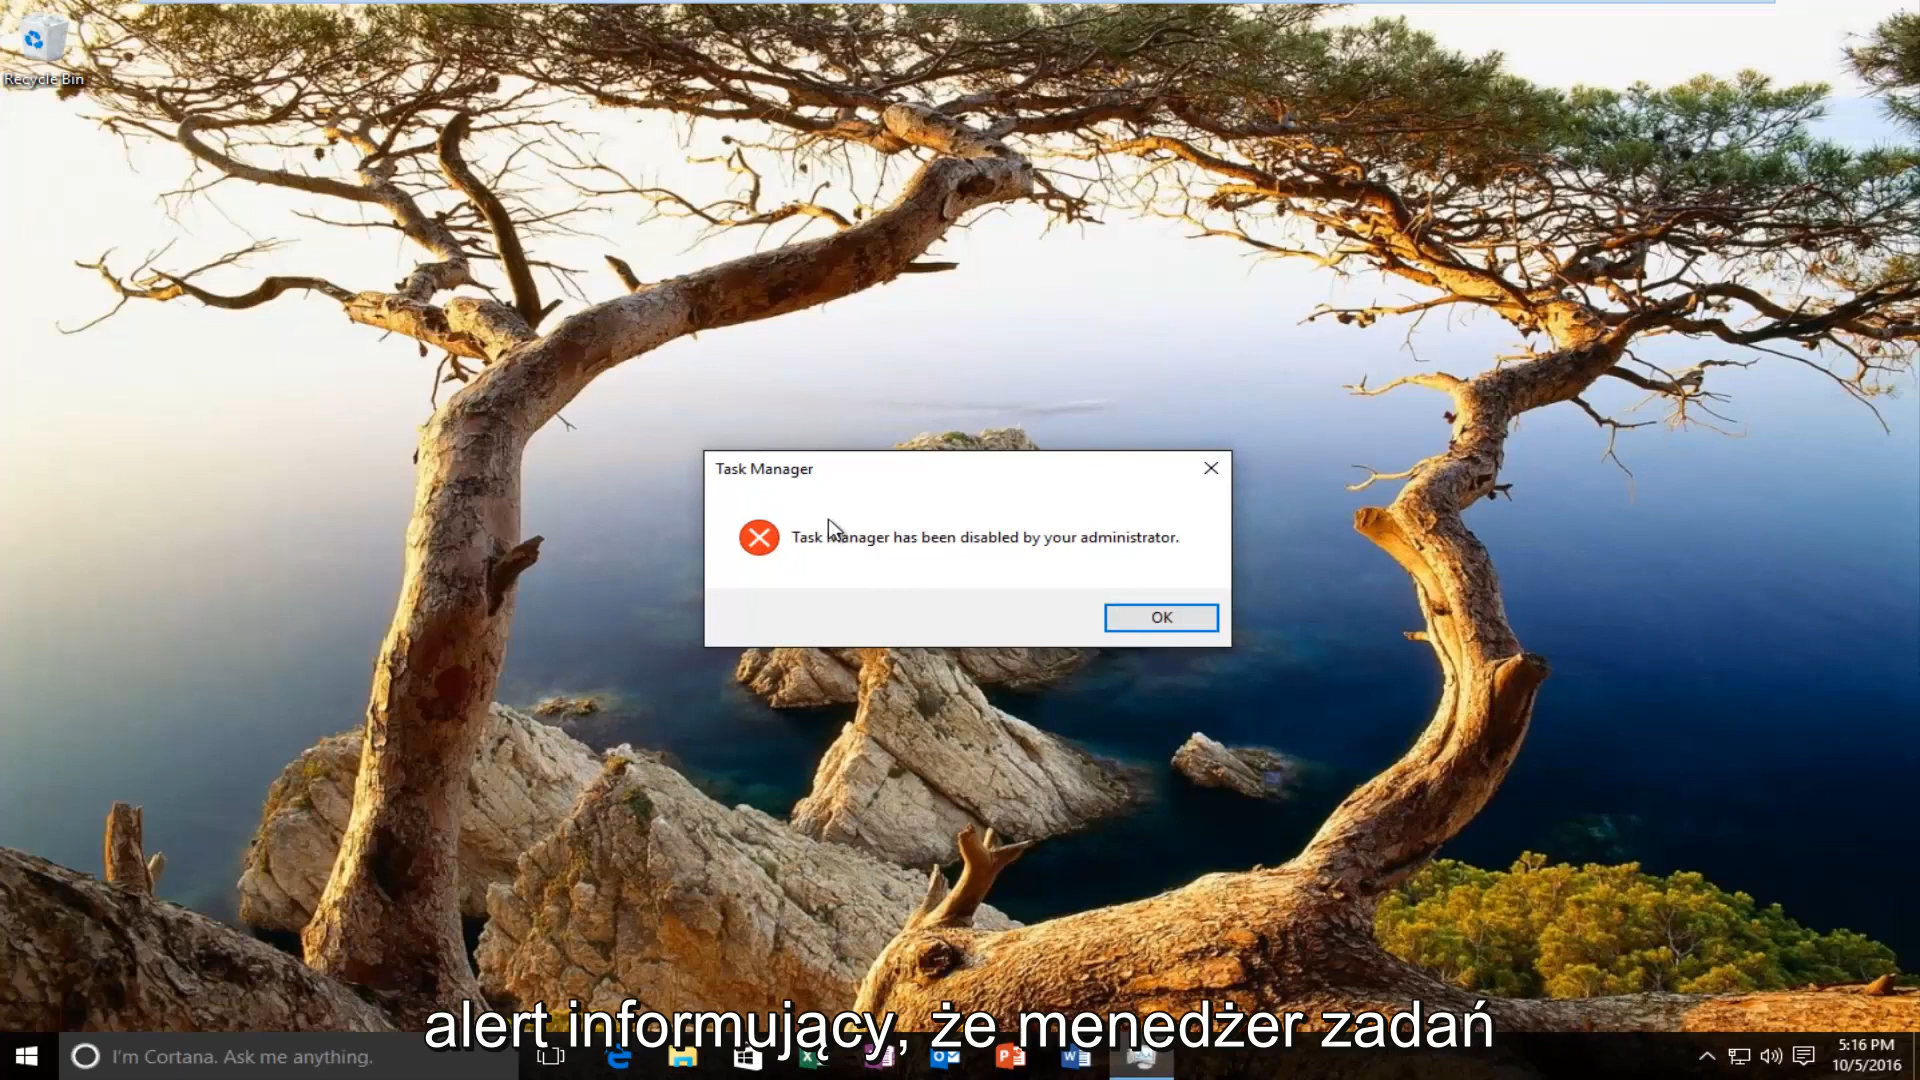 Recycle Bin
Task Manager
Task Manager has been disabled by your administrator.
OK
alert informujący, że menedżer zadań
I'm Cortana. Ask me anything.
5:16 PM
10/5/2016